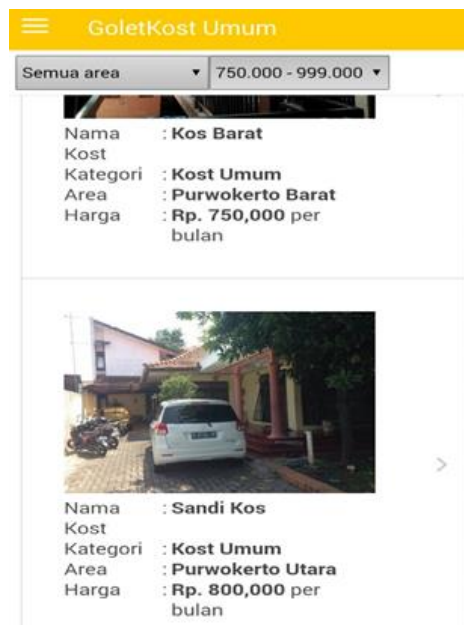 GoletKost Umum
Semua area 750.000 - 999.000
Nama Kost : Kos Barat
Kategori : Kost Umum
Area : Purwokerto Barat
Harga : Rp. 750,000 per
bulan
Nama Kost : Sandi Kos
Kategori : Kost Umum
Area : Purwokerto Utara
Harga : Rp. 800,000 per
bulan